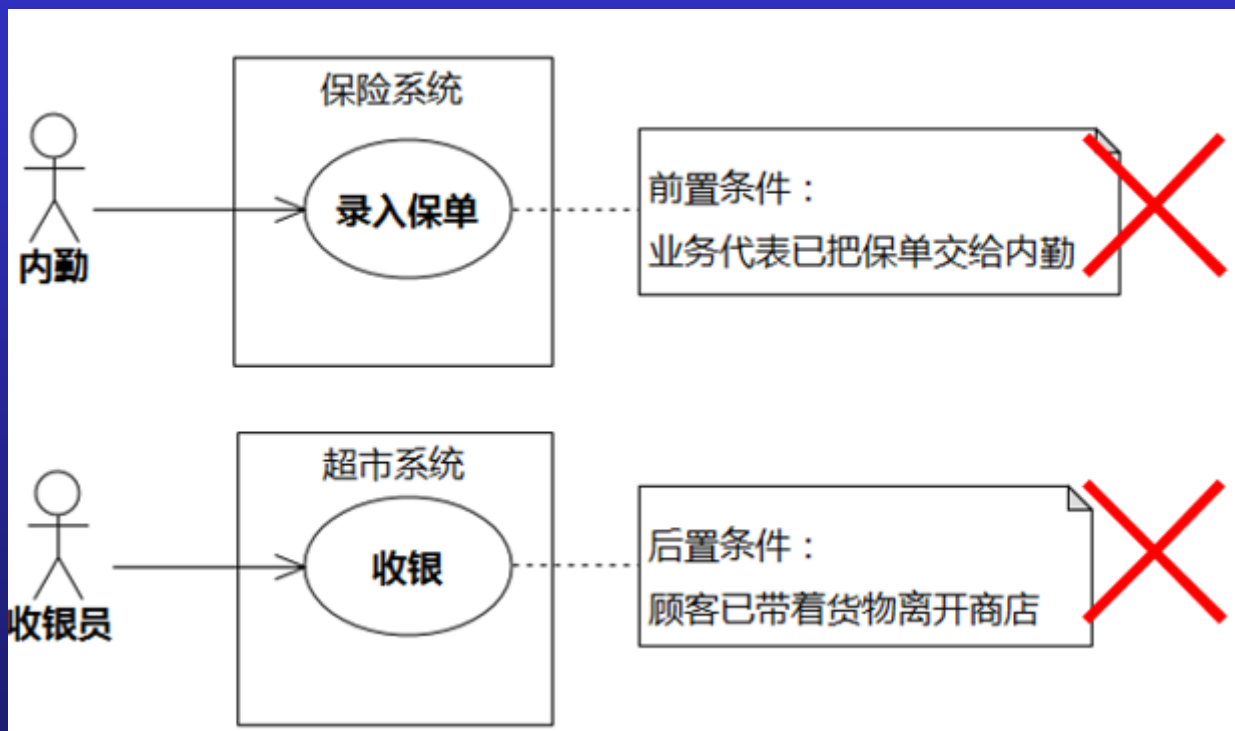 保险系统
录入保单
内勤
前置条件：
业务代表已把保单交给内勤
超市系统
收银
收银员
后置条件：
顾客已带着货物离开商店